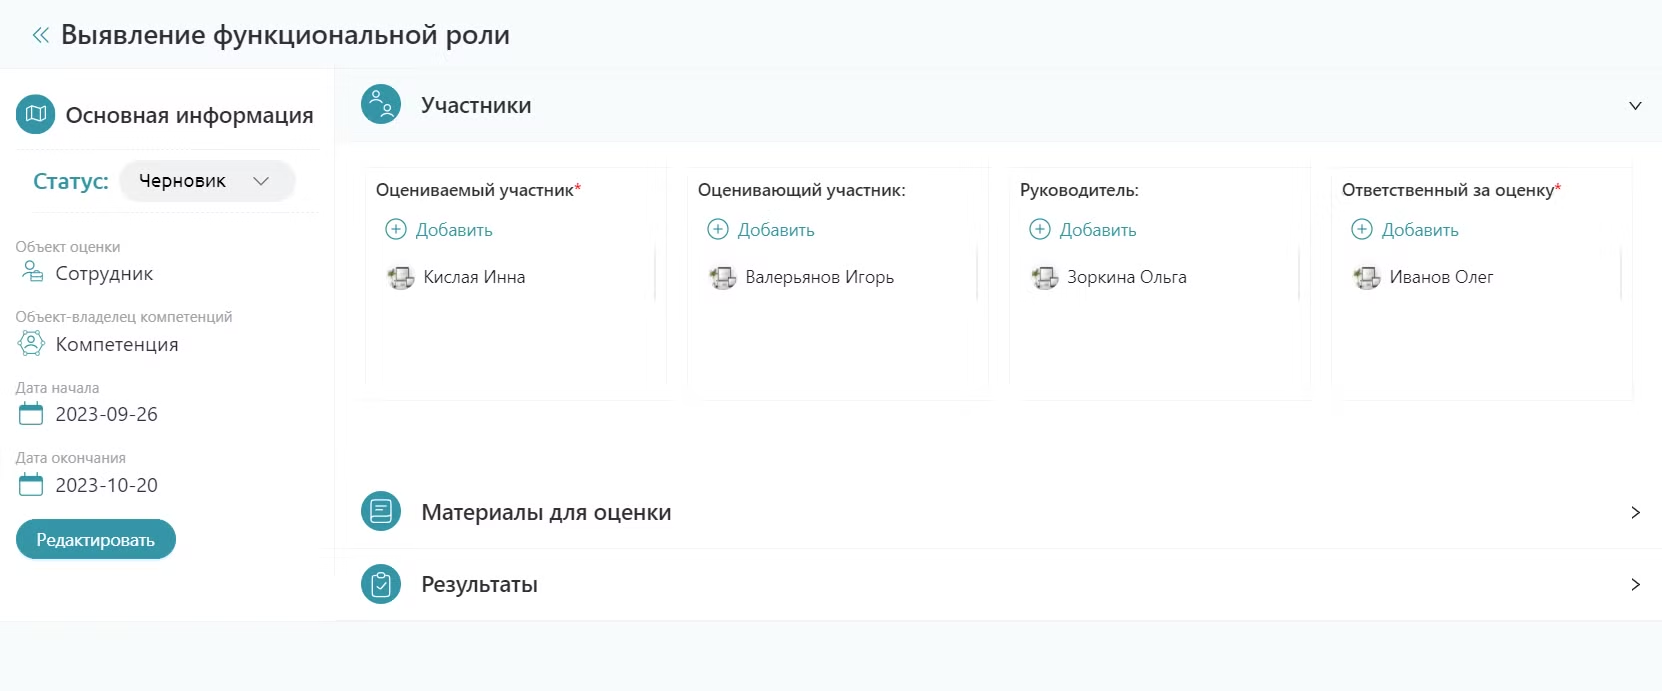 Выявление функциональной роли
Основная информация
Статус: Черновик
Объект оценки
Сотрудник
Объект-владелец компетенций
Компетенция
Дата начала
2023-09-26
Дата окончания
2023-10-20
Редактировать
Участники
Оцениваемый участник*
Добавить
Кислая Инна
Оценивающий участник:
Добавить
Валерьянов Игорь
Руководитель:
Добавить
Зоркина Ольга
Ответственный за оценку*
Добавить
Иванов Олег
Материалы для оценки
Результаты